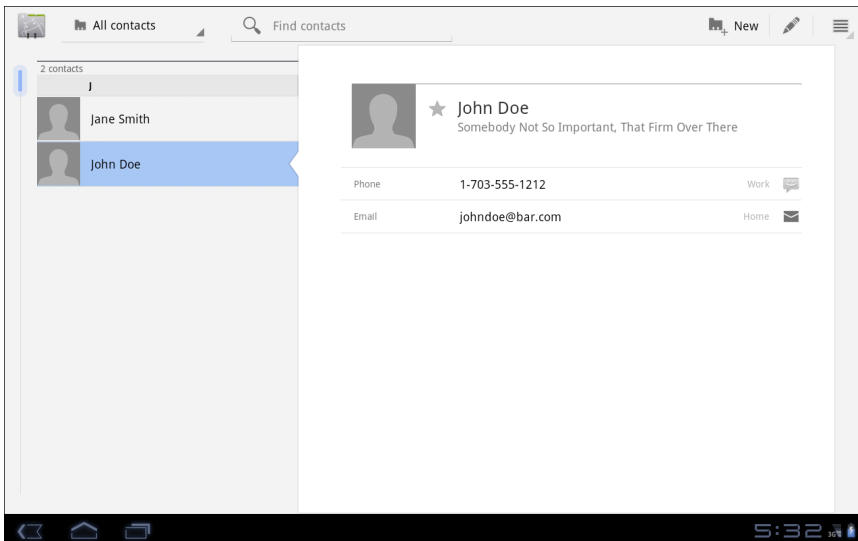 All contacts
Find contacts
New
2 contacts
J
Jane Smith
John Doe
John Doe
Somebody Not So Important, That Firm Over There
Phone 1-703-555-1212 Work
Email johndoe@bar.com Home
5:32 3G